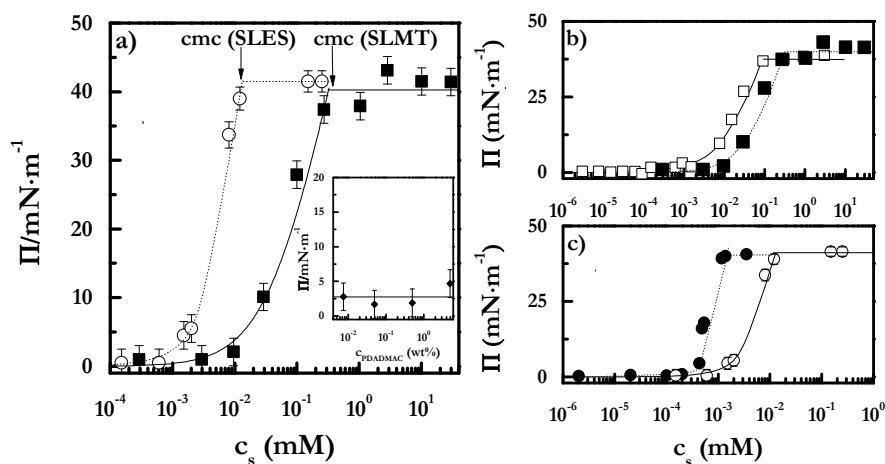 a)
cmc (SLES)
cmc (SLMT)
50
40
30
20
10
0
Π/mN·m⁻¹
10⁻⁴ 10⁻³ 10⁻² 10⁻¹ 10⁰ 10¹
c_s (mM)
20
15
10
5
0
Π/mN·m⁻¹
10⁻² 10⁻¹ 10⁰
c_PDADMAC (wt%)
b)
50
25
0
Π (mN·m⁻¹)
10⁻⁶ 10⁻⁵ 10⁻⁴ 10⁻³ 10⁻² 10⁻¹ 10⁰ 10¹
c)
50
25
0
Π (mN·m⁻¹)
10⁻⁶ 10⁻⁵ 10⁻⁴ 10⁻³ 10⁻² 10⁻¹ 10⁰
c_s (mM)